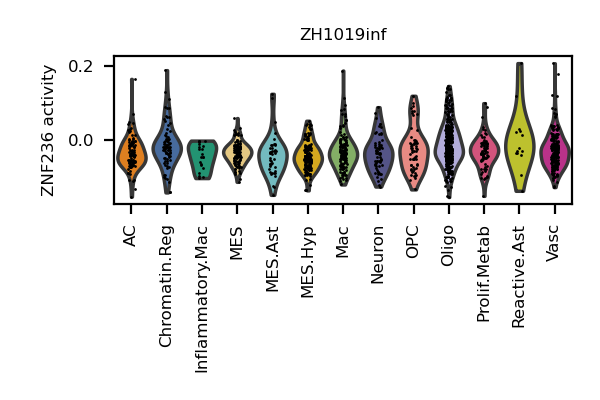 ZH1019inf
ZNF236 activity
0.2
0.0
AC
Chromatin.Reg
Inflammatory.Mac
MES
MES.Ast
MES.Hyp
Mac
Neuron
OPC
Oligo
Prolif.Metab
Reactive.Ast
Vasc